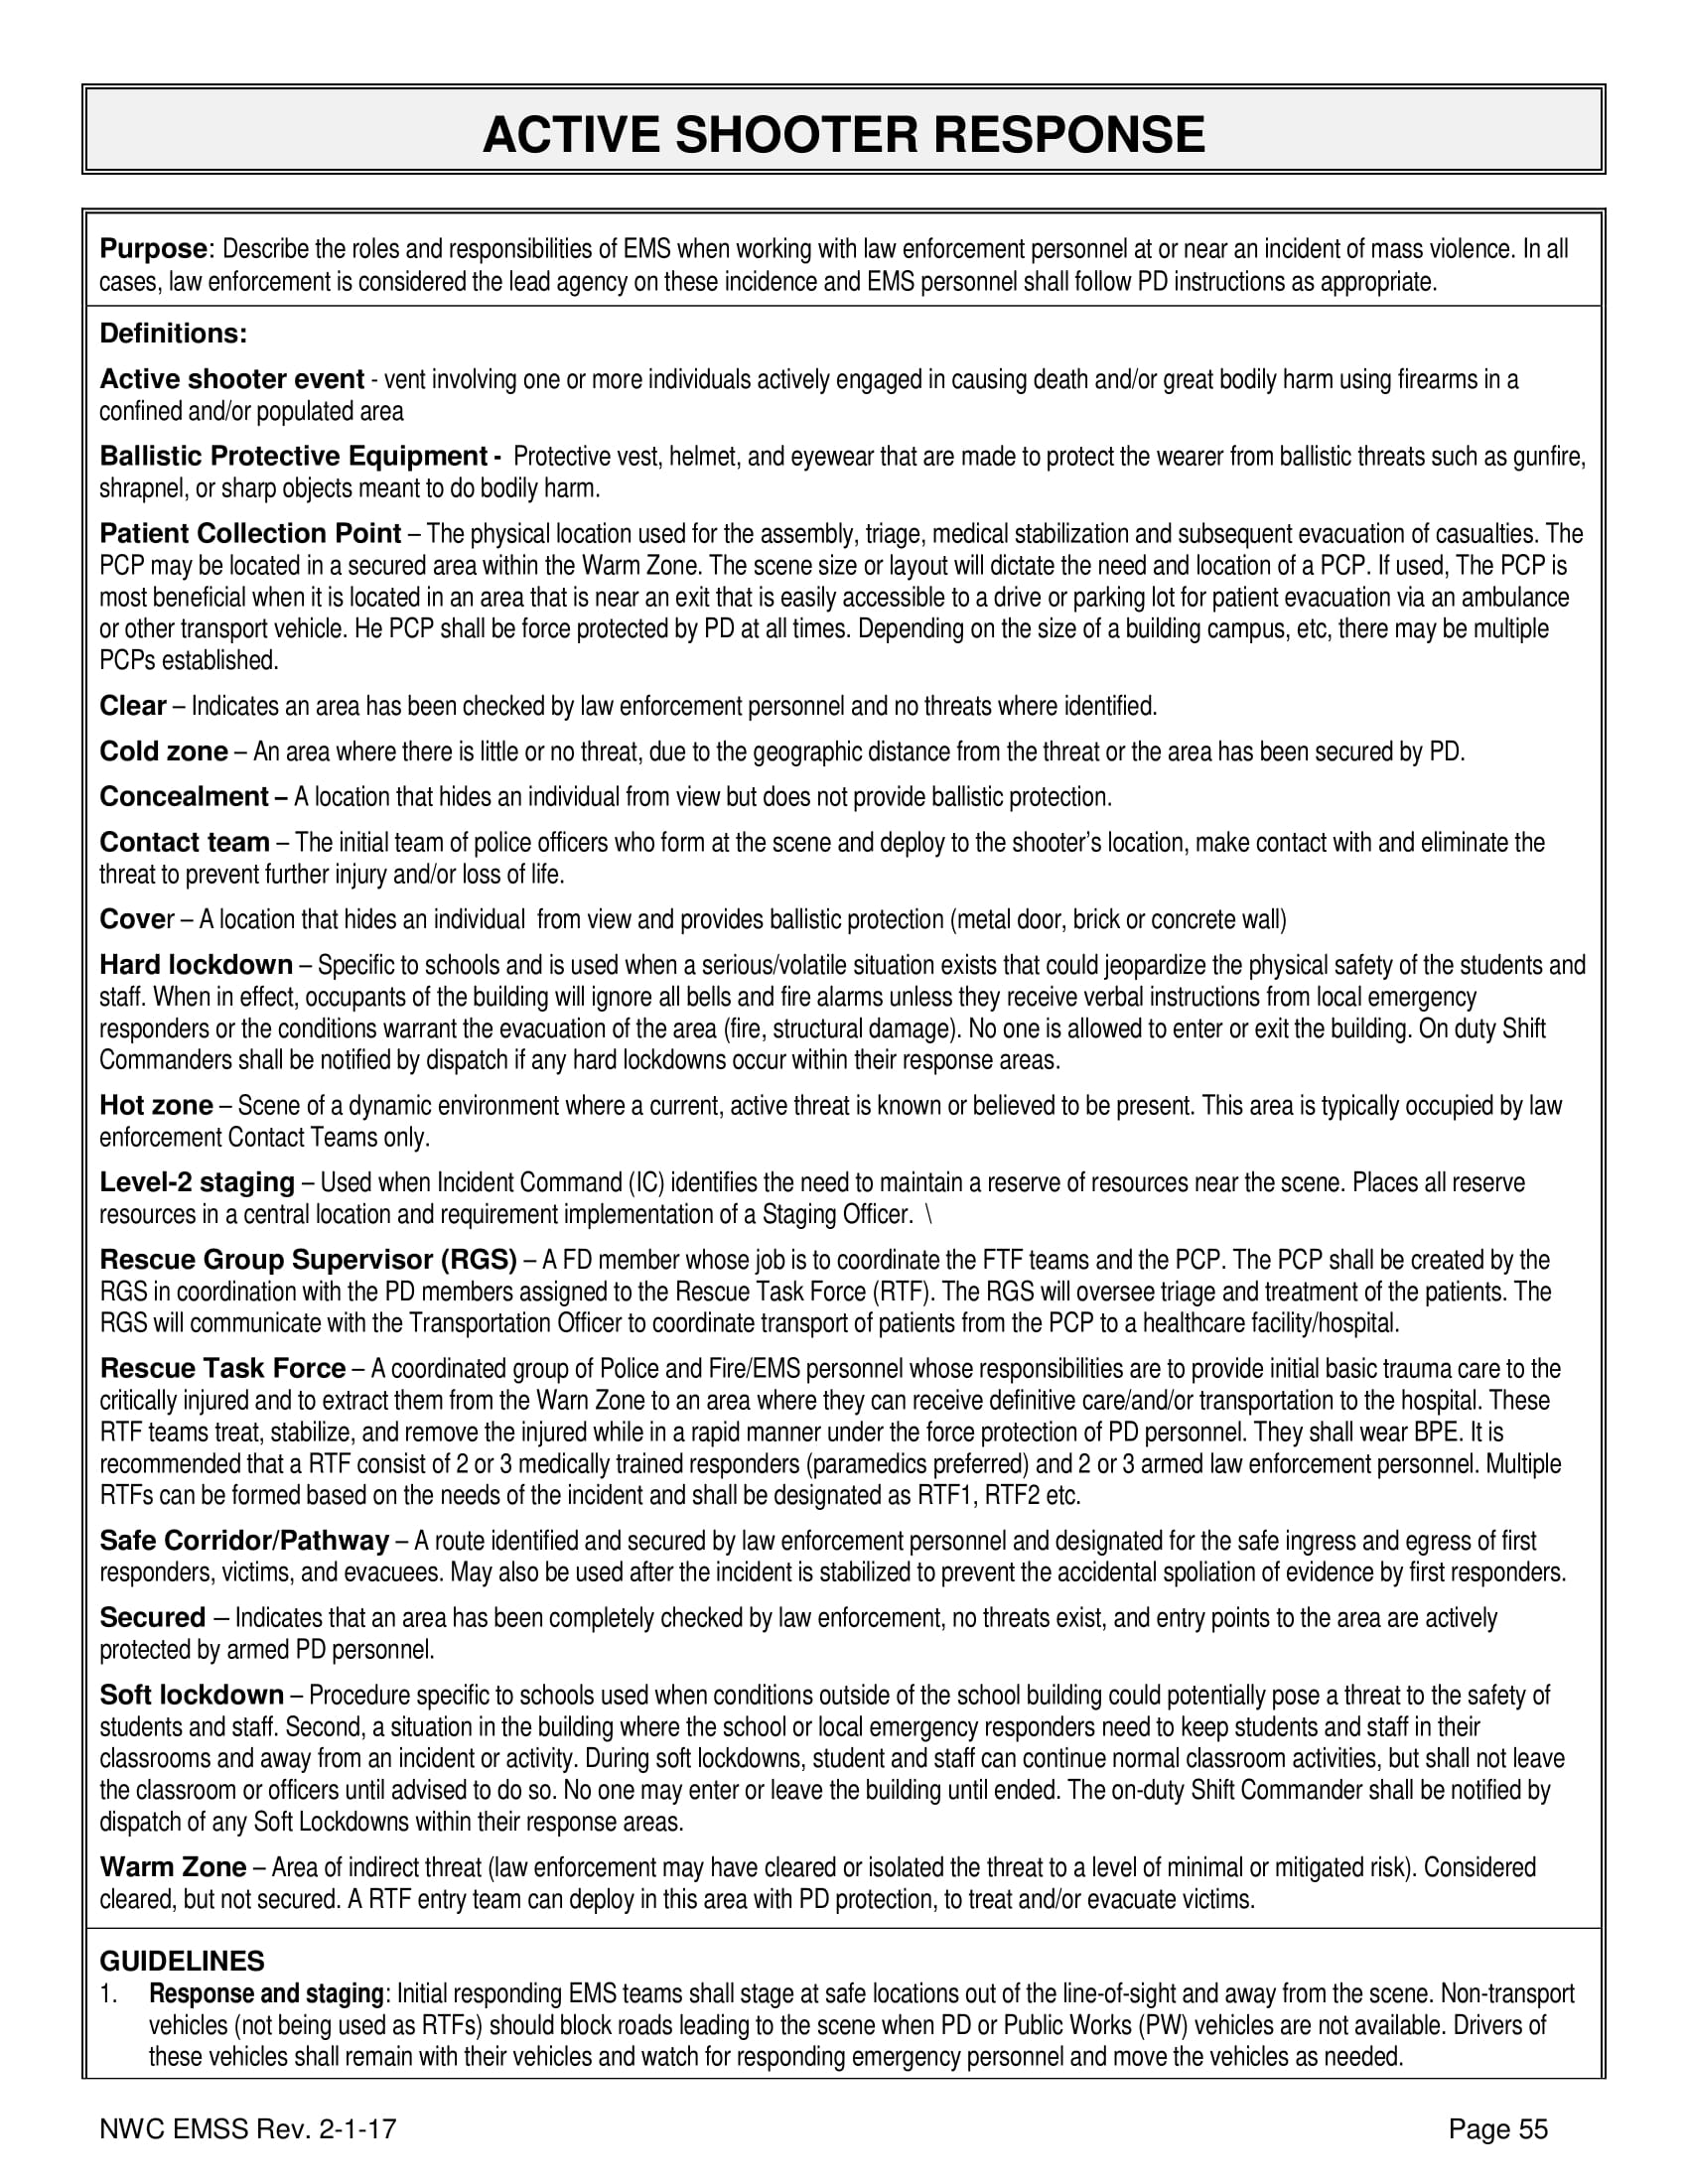 ACTIVE SHOOTER RESPONSE
Purpose: Describe the roles and responsibilities of EMS when working with law enforcement personnel at or near an incident of mass violence. In all
cases, law enforcement is considered the lead agency on these incidence and EMS personnel shall follow PD instructions as appropriate.
Definitions:
Active shooter event - vent involving one or more individuals actively engaged in causing death and/or great bodily harm using firearms in a
confined and/or populated area
Ballistic Protective Equipment - Protective vest, helmet, and eyewear that are made to protect the wearer from ballistic threats such as gunfire,
shrapnel, or sharp objects meant to do bodily harm.
Patient Collection Point – The physical location used for the assembly, triage, medical stabilization and subsequent evacuation of casualties. The
PCP may be located in a secured area within the Warm Zone. The scene size or layout will dictate the need and location of a PCP. If used, The PCP is
most beneficial when it is located in an area that is near an exit that is easily accessible to a drive or parking lot for patient evacuation via an ambulance
or other transport vehicle. He PCP shall be force protected by PD at all times. Depending on the size of a building campus, etc, there may be multiple
PCPs established.
Clear – Indicates an area has been checked by law enforcement personnel and no threats where identified.
Cold zone – An area where there is little or no threat, due to the geographic distance from the threat or the area has been secured by PD.
Concealment – A location that hides an individual from view but does not provide ballistic protection.
Contact team – The initial team of police officers who form at the scene and deploy to the shooter’s location, make contact with and eliminate the
threat to prevent further injury and/or loss of life.
Cover – A location that hides an individual from view and provides ballistic protection (metal door, brick or concrete wall)
Hard lockdown – Specific to schools and is used when a serious/volatile situation exists that could jeopardize the physical safety of the students and
staff. When in effect, occupants of the building will ignore all bells and fire alarms unless they receive verbal instructions from local emergency
responders or the conditions warrant the evacuation of the area (fire, structural damage). No one is allowed to enter or exit the building. On duty Shift
Commanders shall be notified by dispatch if any hard lockdowns occur within their response areas.
Hot zone – Scene of a dynamic environment where a current, active threat is known or believed to be present. This area is typically occupied by law
enforcement Contact Teams only.
Level-2 staging – Used when Incident Command (IC) identifies the need to maintain a reserve of resources near the scene. Places all reserve
resources in a central location and requirement implementation of a Staging Officer. \
Rescue Group Supervisor (RGS) – A FD member whose job is to coordinate the FTF teams and the PCP. The PCP shall be created by the
RGS in coordination with the PD members assigned to the Rescue Task Force (RTF). The RGS will oversee triage and treatment of the patients. The
RGS will communicate with the Transportation Officer to coordinate transport of patients from the PCP to a healthcare facility/hospital.
Rescue Task Force – A coordinated group of Police and Fire/EMS personnel whose responsibilities are to provide initial basic trauma care to the
critically injured and to extract them from the Warn Zone to an area where they can receive definitive care/and/or transportation to the hospital. These
RTF teams treat, stabilize, and remove the injured while in a rapid manner under the force protection of PD personnel. They shall wear BPE. It is
recommended that a RTF consist of 2 or 3 medically trained responders (paramedics preferred) and 2 or 3 armed law enforcement personnel. Multiple
RTFs can be formed based on the needs of the incident and shall be designated as RTF1, RTF2 etc.
Safe Corridor/Pathway – A route identified and secured by law enforcement personnel and designated for the safe ingress and egress of first
responders, victims, and evacuees. May also be used after the incident is stabilized to prevent the accidental spoliation of evidence by first responders.
Secured – Indicates that an area has been completely checked by law enforcement, no threats exist, and entry points to the area are actively
protected by armed PD personnel.
Soft lockdown – Procedure specific to schools used when conditions outside of the school building could potentially pose a threat to the safety of
students and staff. Second, a situation in the building where the school or local emergency responders need to keep students and staff in their
classrooms and away from an incident or activity. During soft lockdowns, student and staff can continue normal classroom activities, but shall not leave
the classroom or officers until advised to do so. No one may enter or leave the building until ended. The on-duty Shift Commander shall be notified by
dispatch of any Soft Lockdowns within their response areas.
Warm Zone – Area of indirect threat (law enforcement may have cleared or isolated the threat to a level of minimal or mitigated risk). Considered
cleared, but not secured. A RTF entry team can deploy in this area with PD protection, to treat and/or evacuate victims.
GUIDELINES
1. Response and staging: Initial responding EMS teams shall stage at safe locations out of the line-of-sight and away from the scene. Non-transport
vehicles (not being used as RTFs) should block roads leading to the scene when PD or Public Works (PW) vehicles are not available. Drivers of
these vehicles shall remain with their vehicles and watch for responding emergency personnel and move the vehicles as needed.
NWC EMSS Rev. 2-1-17 Page 55